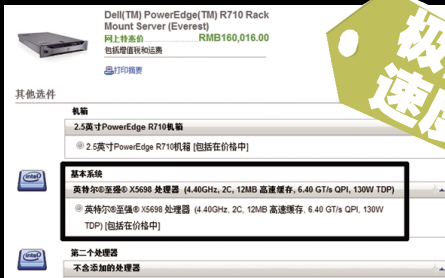 Dell(TM) PowerEdge(TM) R710 Rack
Mount Server (Everest)
网上特惠价 RMB160,016.00
包括增值税和运费
打印摘要
极
速度
其他选件
机箱
2.5英寸PowerEdge R710机箱
2.5英寸PowerEdge R710机箱 [包括在价格中]
基本系统
英特尔®至强® X5698 处理器 (4.40GHz, 2C, 12MB 高速缓存, 6.40 GT/s QPI, 130W TDP)
英特尔®至强® X5698 处理器 (4.40GHz, 2C, 12MB 高速缓存, 6.40 GT/s QPI, 130W
TDP) [包括在价格中]
第二个处理器
不含添加的处理器